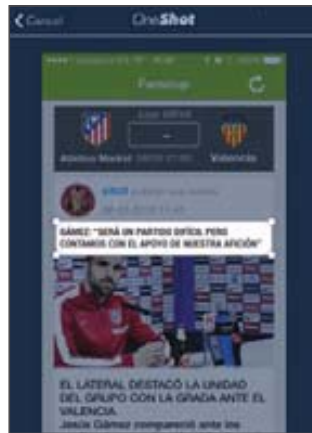 Cancel
OneShot
Atlético Madrid
Valencia
GÁMEZ: "SERÁ UN PARTIDO DIFÍCIL PERO
CONTAMOS CON EL APOYO DE NUESTRA AFICIÓN"
EL LATERAL DESTACÓ LA UNIDAD
DEL GRUPO CON LA GRADA ANTE EL
VALENCIA.
Jesús Gámez compareció ante los